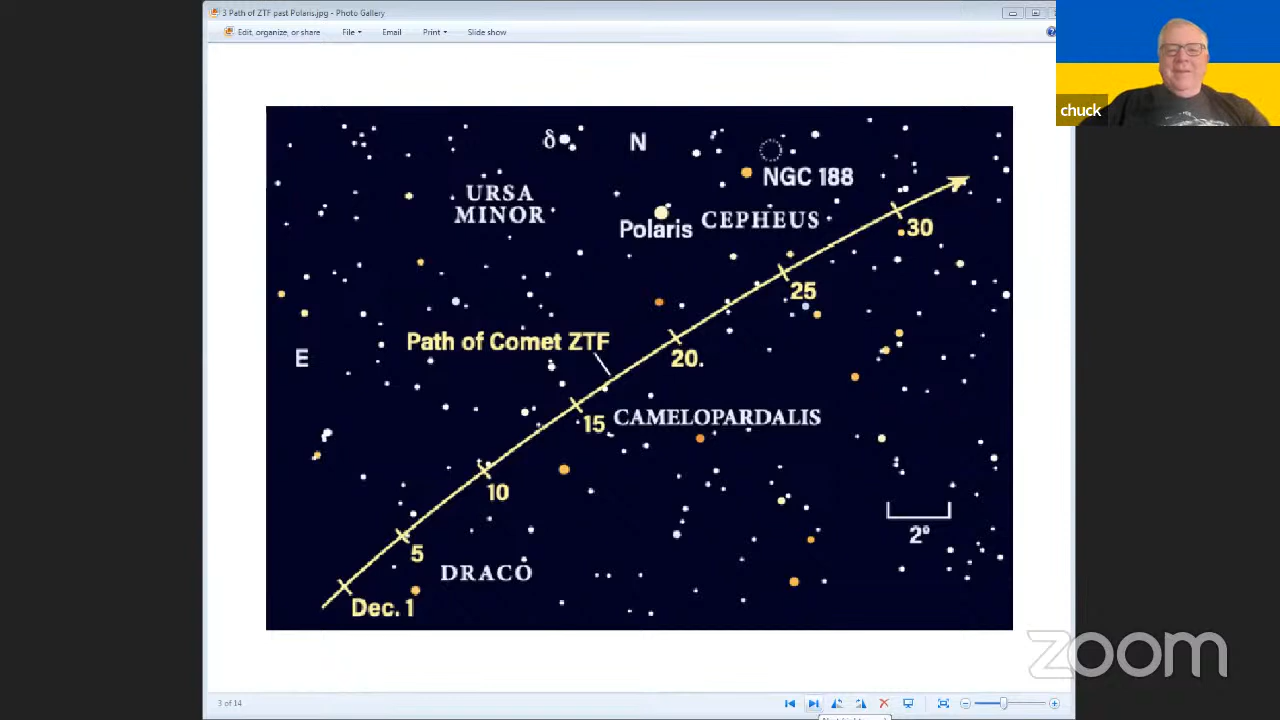 3 Path of ZTF past Polaris.jpg - Photo Gallery
Edit, organize, or share File Email Print Slide show
chuck
δ N
NGC 188
URSA
MINOR
Polaris CEPHEUS
30
25
Path of Comet ZTF
E
20
CAMELOPARDALIS
15
10
2°
5
DRACO
Dec. 1
zoom
3 of 14